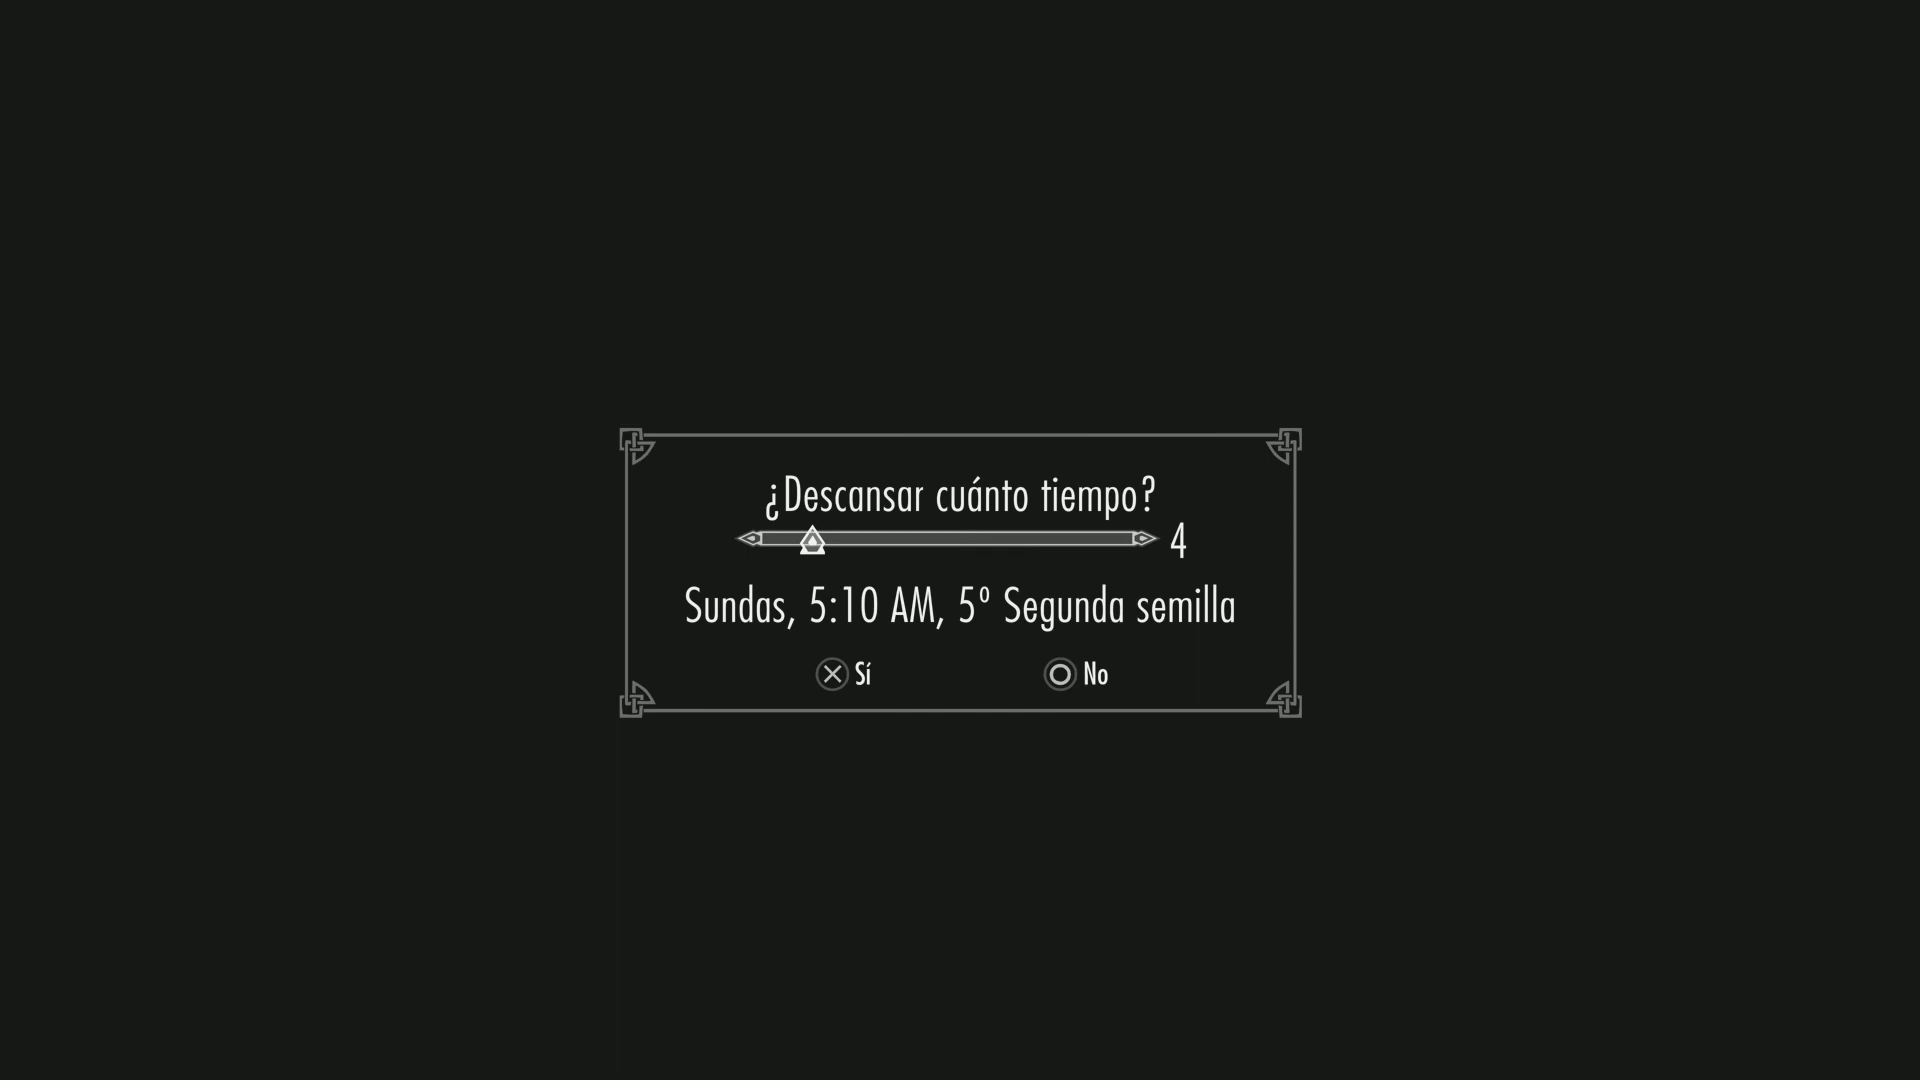 ¿Descansar cuánto tiempo?
4
Sundas, 5:10 AM, 5º Segunda semilla
Sí No